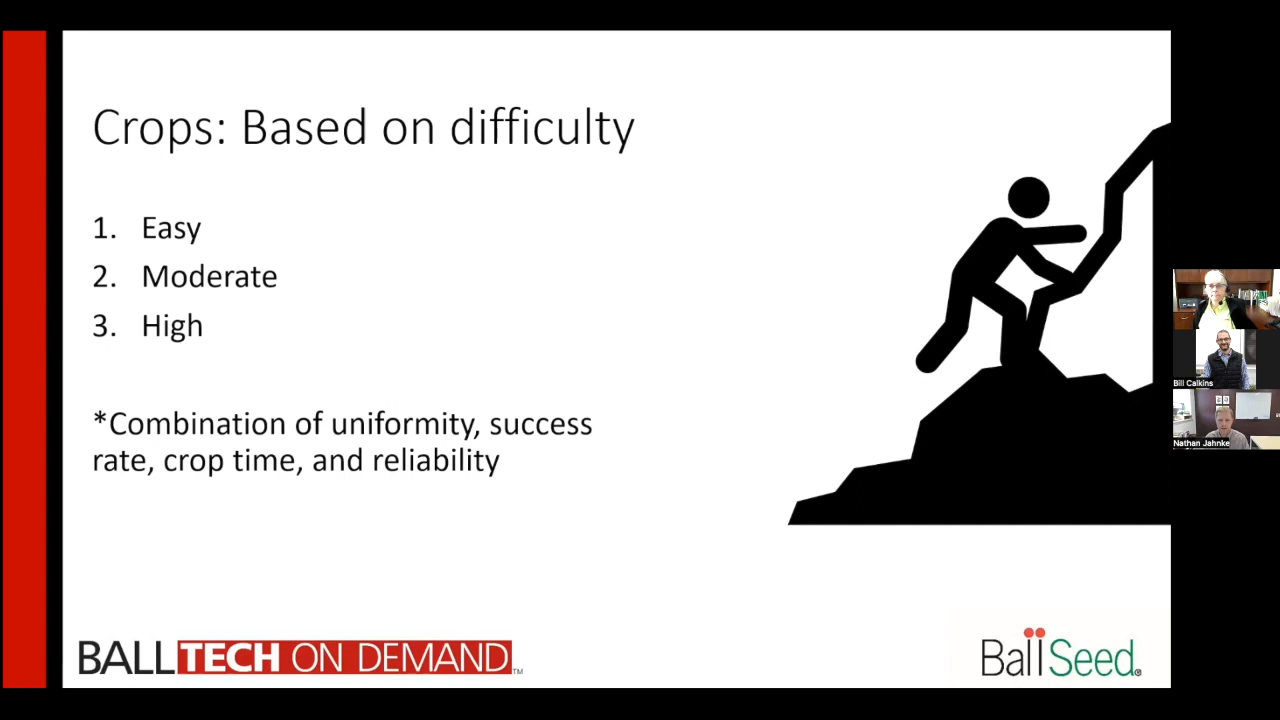 Crops: Based on difficulty
1. Easy
2. Moderate
3. High
*Combination of uniformity, success
rate, crop time, and reliability
BALL TECH ON DEMAND™
Ball Seed®
Bill Calkins
Nathan Jahnke